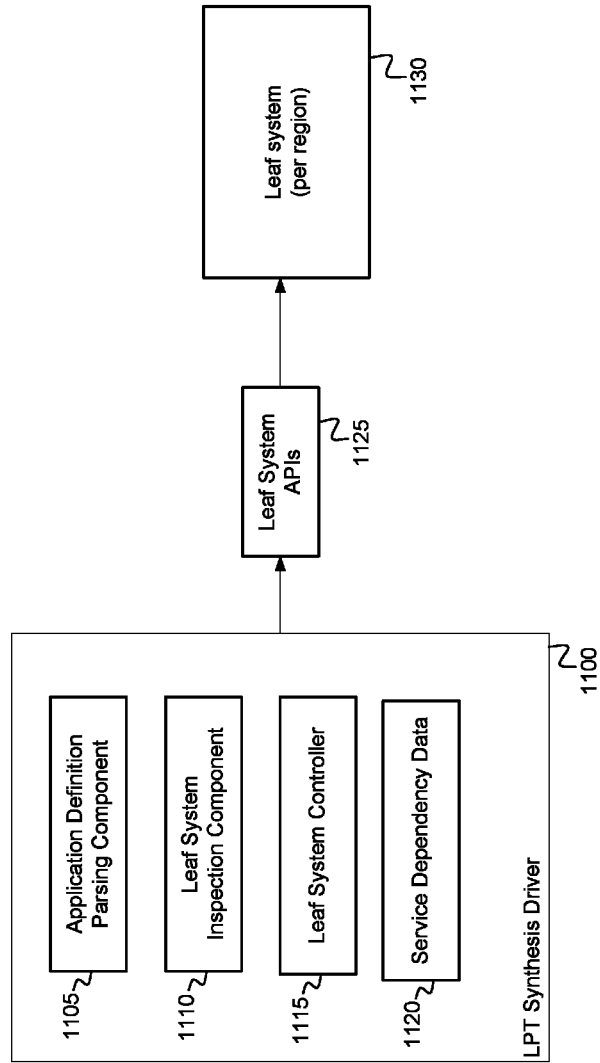 1105
Application Definition
Parsing Component
1110
Leaf System
Inspection Component
1115
Leaf System Controller
1120
Service Dependency Data
LPT Synthesis Driver
1100
Leaf System
APIs
1125
Leaf system
(per region)
1130